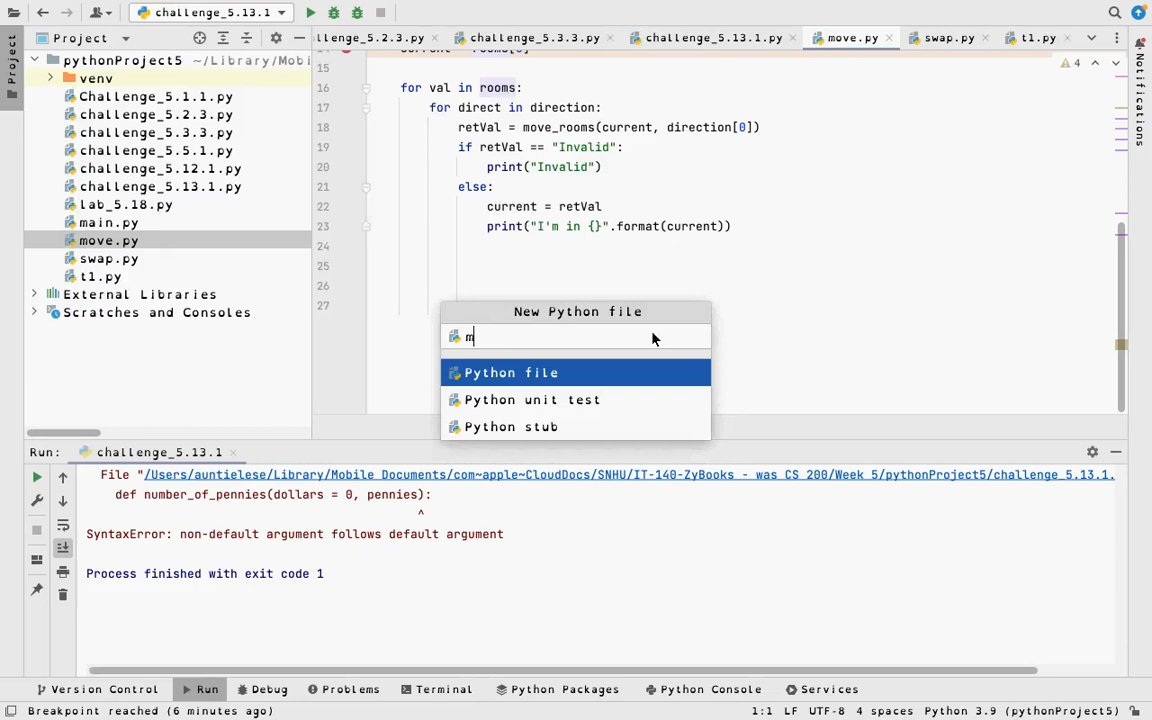 challenge_5.13.1
Project
Project
allenge_5.2.3.py
challenge_5.3.3.py
challenge_5.13.1.py
move.py
swap.py
t1.py
Notifications
pythonProject5 ~/Library/Mobi
venv
Challenge_5.1.1.py
challenge_5.2.3.py
challenge_5.3.3.py
challenge_5.5.1.py
challenge_5.12.1.py
challenge_5.13.1.py
lab_5.18.py
main.py
move.py
swap.py
t1.py
External Libraries
Scratches and Consoles
4
15
16 for val in rooms:
17 for direct in direction:
18 retVal = move_rooms(current, direction[0])
19 if retVal == "Invalid":
20 print("Invalid")
21 else:
22 current = retVal
23 print("I'm in {}".format(current))
24
25
26
27
New Python file
m
Python file
Python unit test
Python stub
Run: challenge_5.13.1
File "/Users/auntielese/Library/Mobile Documents/com~apple~CloudDocs/SNHU/IT-140-ZyBooks - was CS 200/Week 5/pythonProject5/challenge_5.13.1.
def number_of_pennies(dollars = 0, pennies):
^
SyntaxError: non-default argument follows default argument
Process finished with exit code 1
Version Control
Run
Debug
Problems
Terminal
Python Packages
Python Console
Services
Breakpoint reached (6 minutes ago)
1:1 LF UTF-8 4 spaces Python 3.9 (pythonProject5)